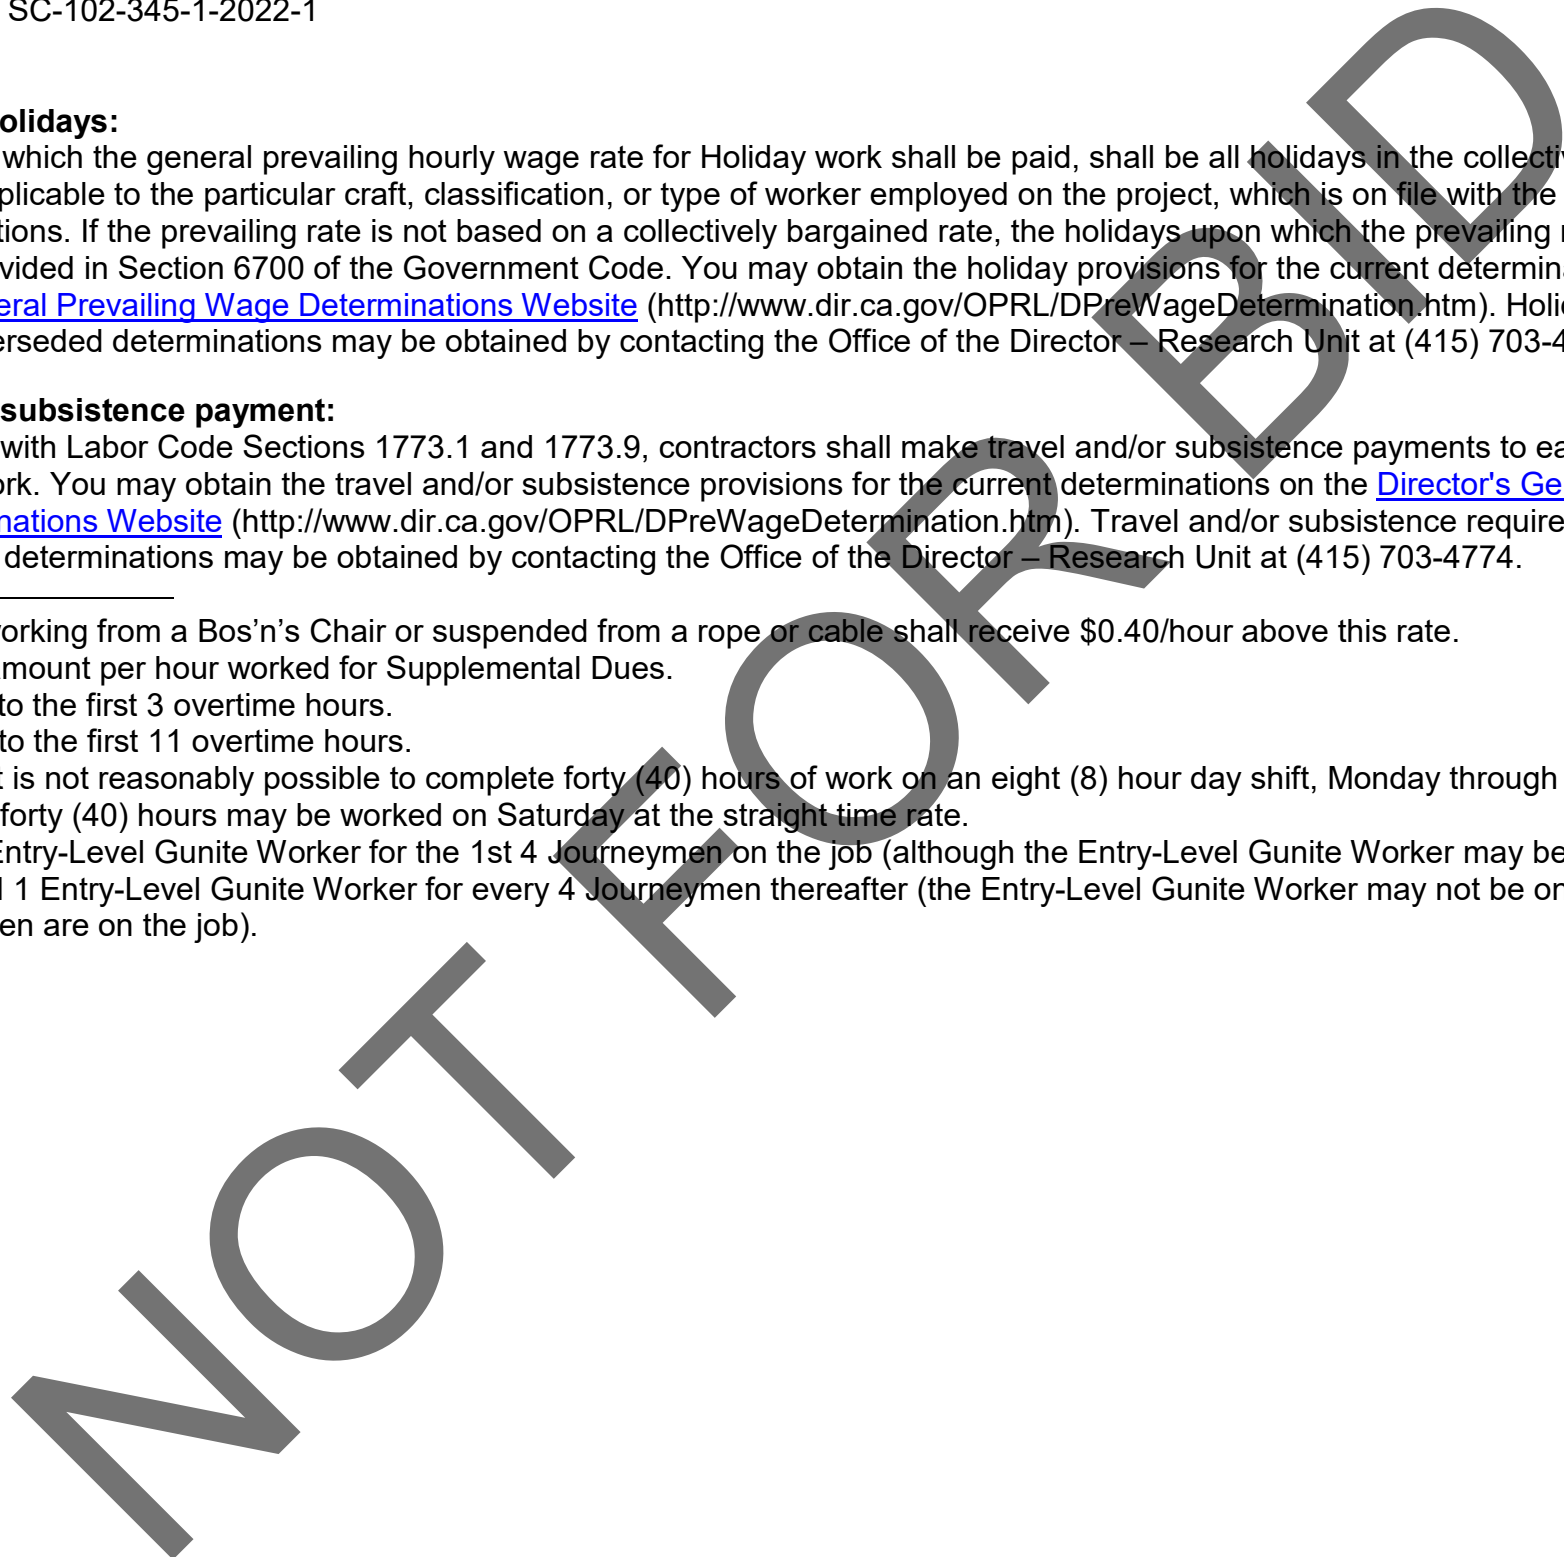 SC-102-345-1-2022-1
olidays:
which the general prevailing hourly wage rate for Holiday work shall be paid, shall be all holidays in the collecti
plicable to the particular craft, classification, or type of worker employed on the project, which is on file with the
tions. If the prevailing rate is not based on a collectively bargained rate, the holidays upon which the prevailing
vided in Section 6700 of the Government Code. You may obtain the holiday provisions for the current determin
eral Prevailing Wage Determinations Website (http://www.dir.ca.gov/OPRL/DPreWageDetermination.htm). Holi
erseded determinations may be obtained by contacting the Office of the Director – Research Unit at (415) 703-4
subsistence payment:
with Labor Code Sections 1773.1 and 1773.9, contractors shall make travel and/or subsistence payments to ea
ork. You may obtain the travel and/or subsistence provisions for the current determinations on the Director's Ge
nations Website (http://www.dir.ca.gov/OPRL/DPreWageDetermination.htm). Travel and/or subsistence require
determinations may be obtained by contacting the Office of the Director – Research Unit at (415) 703-4774.
orking from a Bos’n’s Chair or suspended from a rope or cable shall receive $0.40/hour above this rate.
mount per hour worked for Supplemental Dues.
to the first 3 overtime hours.
to the first 11 overtime hours.
t is not reasonably possible to complete forty (40) hours of work on an eight (8) hour day shift, Monday through
forty (40) hours may be worked on Saturday at the straight time rate.
Entry-Level Gunite Worker for the 1st 4 Journeymen on the job (although the Entry-Level Gunite Worker may be
1 Entry-Level Gunite Worker for every 4 Journeymen thereafter (the Entry-Level Gunite Worker may not be on
en are on the job).
NOT FOR BID